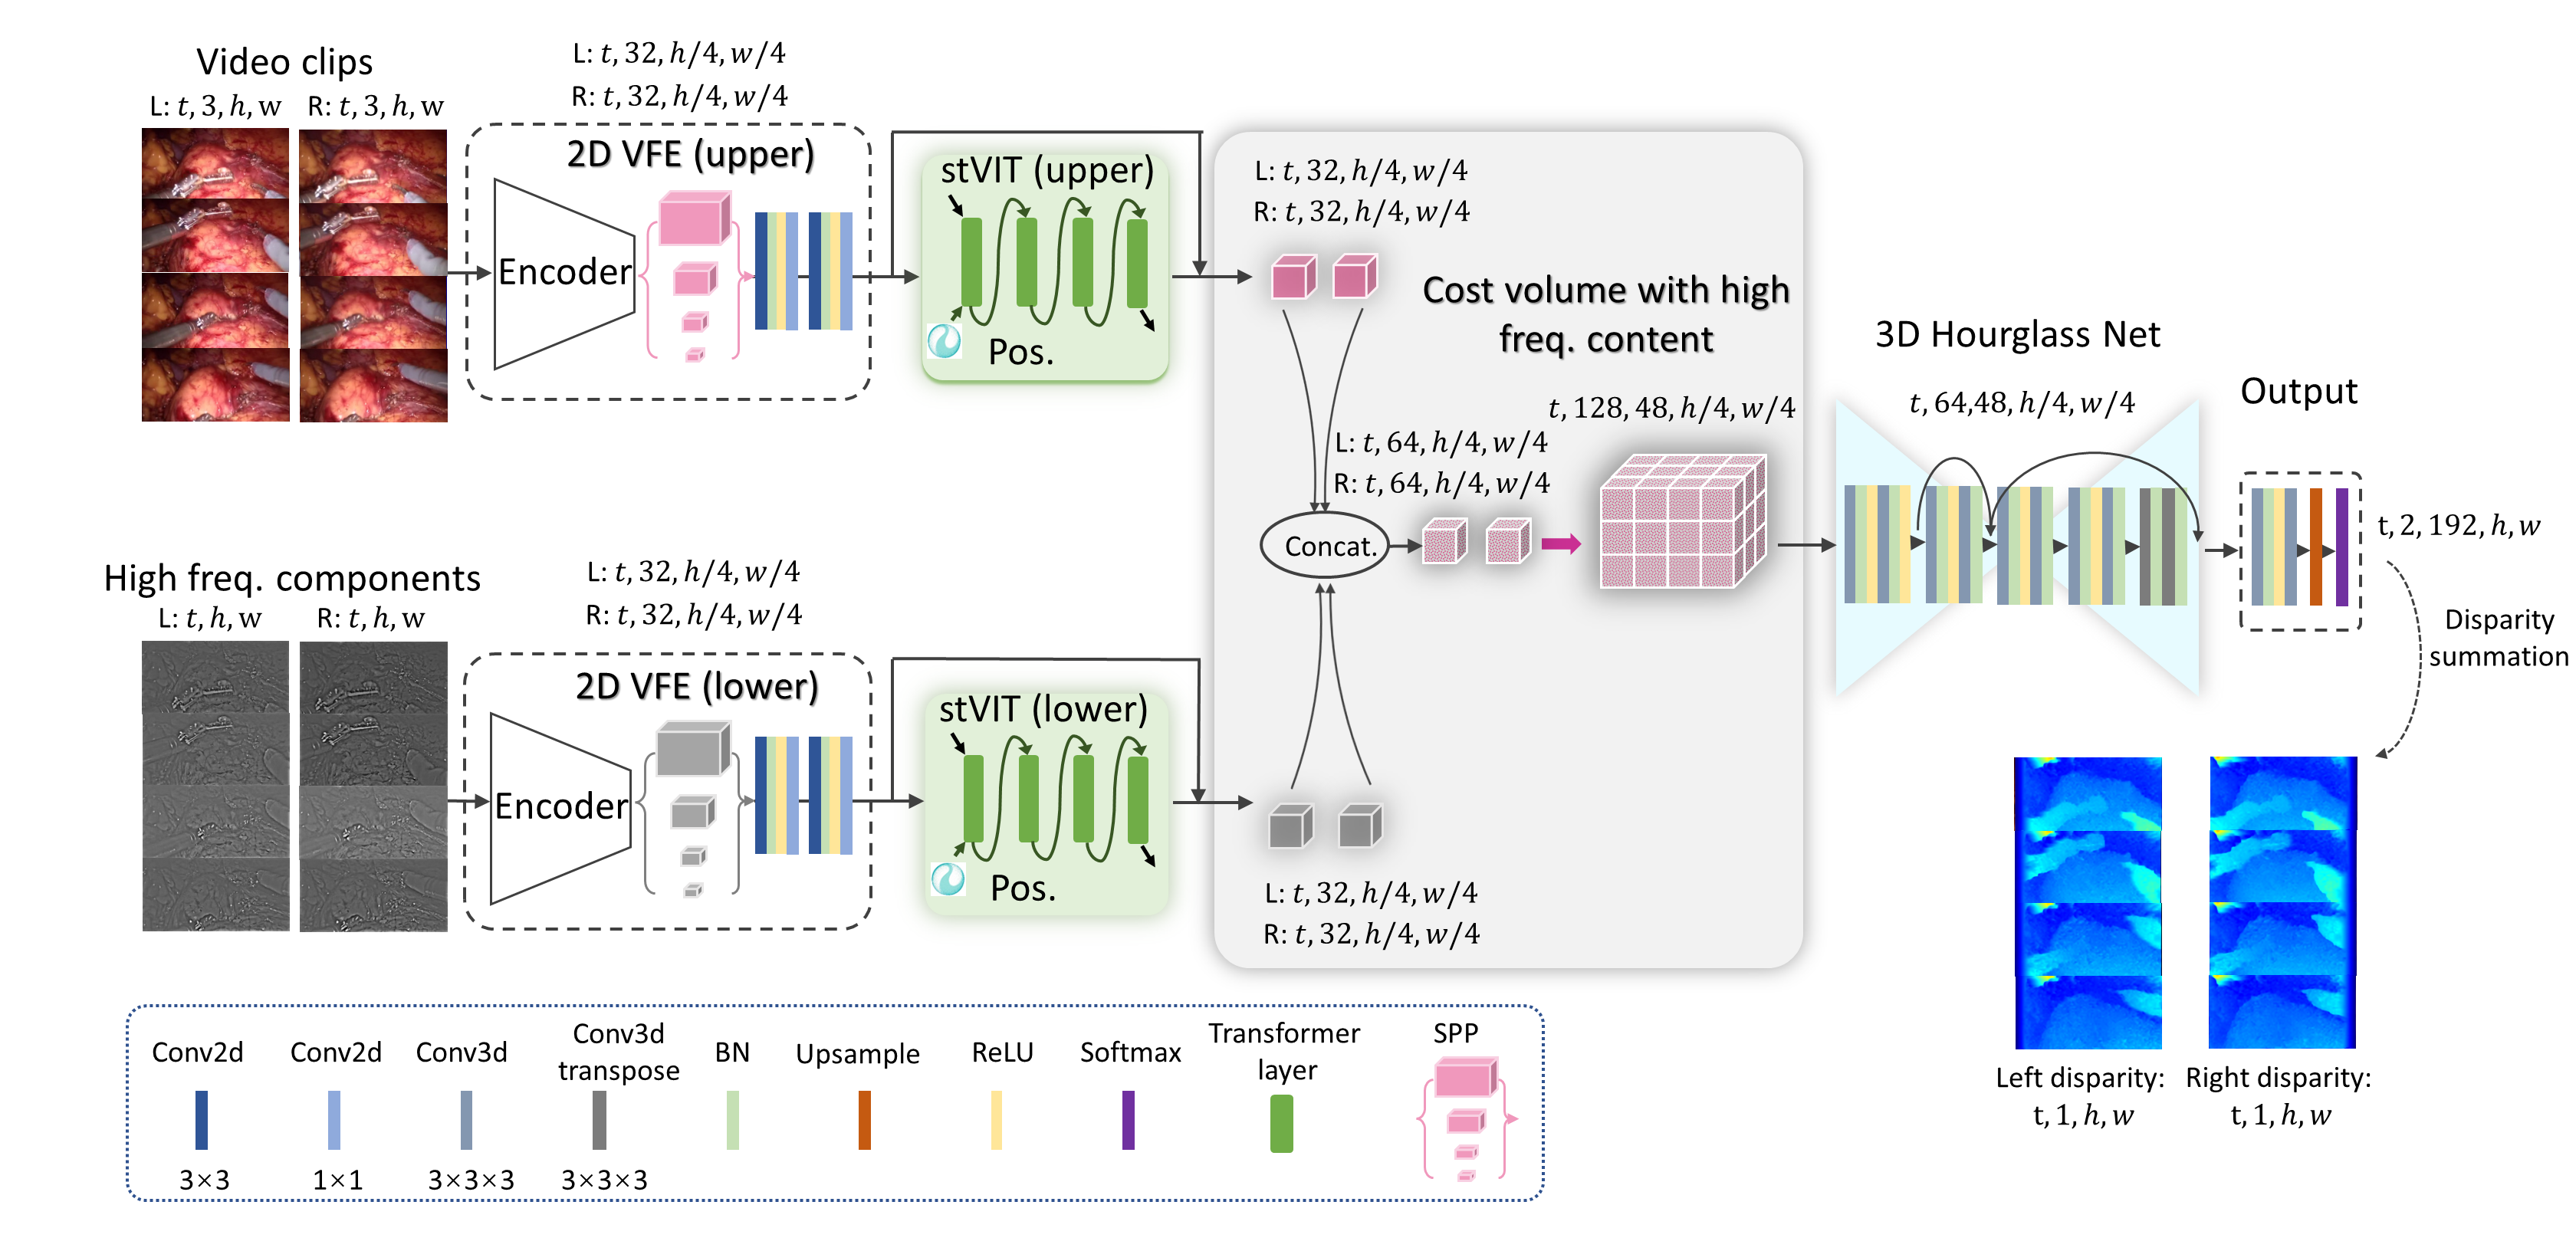 Video clips
L: t, 3, h, w
R: t, 3, h, w
L: t, 32, h/4, w/4
R: t, 32, h/4, w/4
2D VFE (upper)
Encoder
stVIT (upper)
Pos.
L: t, 32, h/4, w/4
R: t, 32, h/4, w/4
Cost volume with high
freq. content
t, 128, 48, h/4, w/4
L: t, 64, h/4, w/4
R: t, 64, h/4, w/4
Concat.
3D Hourglass Net
t, 64,48, h/4, w/4
Output
t, 2, 192, h, w
Disparity
summation
High freq. components
L: t, h, w
R: t, h, w
L: t, 32, h/4, w/4
R: t, 32, h/4, w/4
2D VFE (lower)
Encoder
stVIT (lower)
Pos.
L: t, 32, h/4, w/4
R: t, 32, h/4, w/4
Left disparity:
t, 1, h, w
Right disparity:
t, 1, h, w
Conv2d
3×3
Conv2d
1×1
Conv3d
3×3×3
Conv3d
transpose
3×3×3
BN
Upsample
ReLU
Softmax
Transformer
layer
SPP